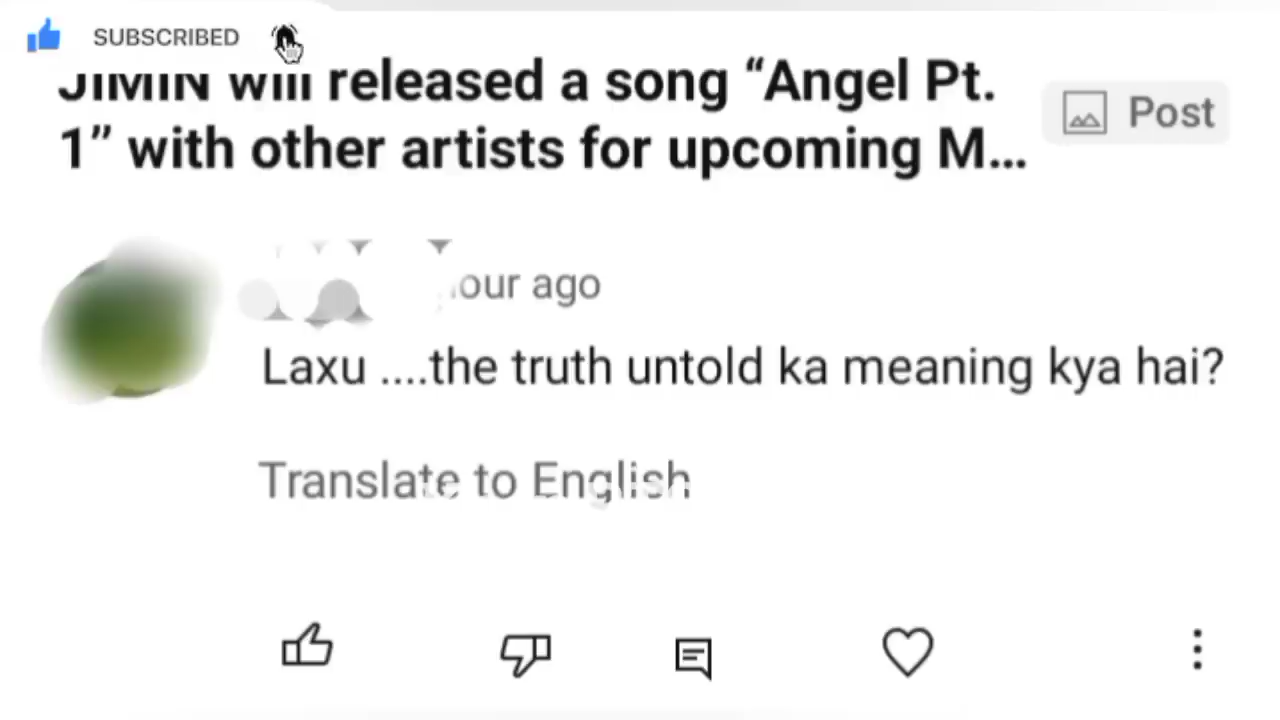 SUBSCRIBED
JIMIN will released a song “Angel Pt.
1” with other artists for upcoming M...
Post
ago
Laxu ....the truth untold ka meaning kya hai?
Translate to English